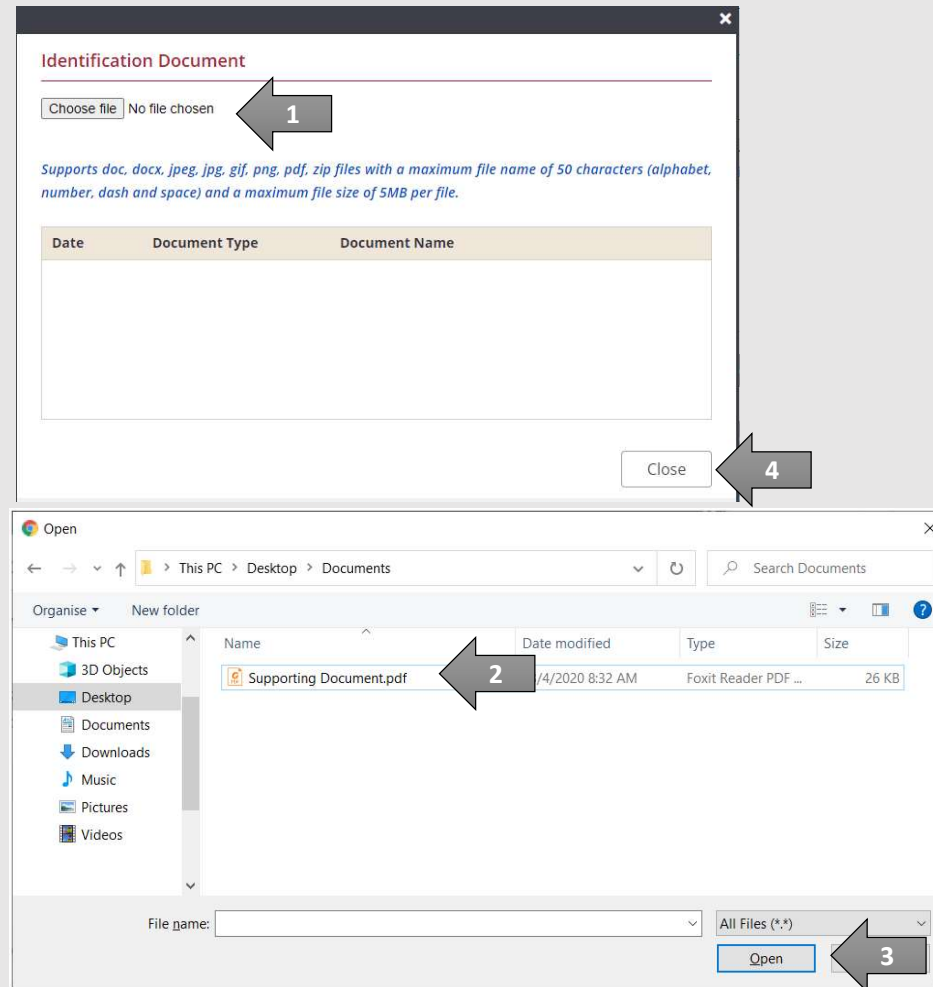 Identification Document
Choose file No file chosen
1
Supports doc, docx, jpeg, jpg, gif, png, pdf, zip files with a maximum file name of 50 characters (alphabet,
number, dash and space) and a maximum file size of 5MB per file.
Date Document Type Document Name
Close
4
Open
This PC > Desktop > Documents
Search Documents
Organise New folder
This PC
Name Date modified Type Size
3D Objects
Supporting Document.pdf 2 /4/2020 8:32 AM Foxit Reader PDF ... 26 KB
Desktop
Documents
Downloads
Music
Pictures
Videos
File name: All Files (*.*)
Open
3